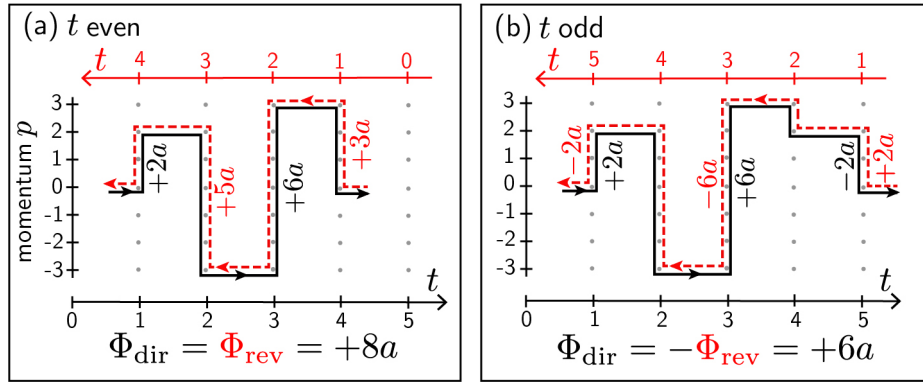 (a) t even
t 4 3 2 1 0
momentum p
3
2
1
0
-1
-2
-3
+2a
+5a
+6a
+3a
t
0 1 2 3 4 5
Φdir = Φrev = +8a
(b) t odd
t 5 4 3 2 1
3
2
1
0
-1
-2
-3
−2a
+2a
−6a
+6a
−2a
+2a
t
0 1 2 3 4 5
Φdir = −Φrev = +6a